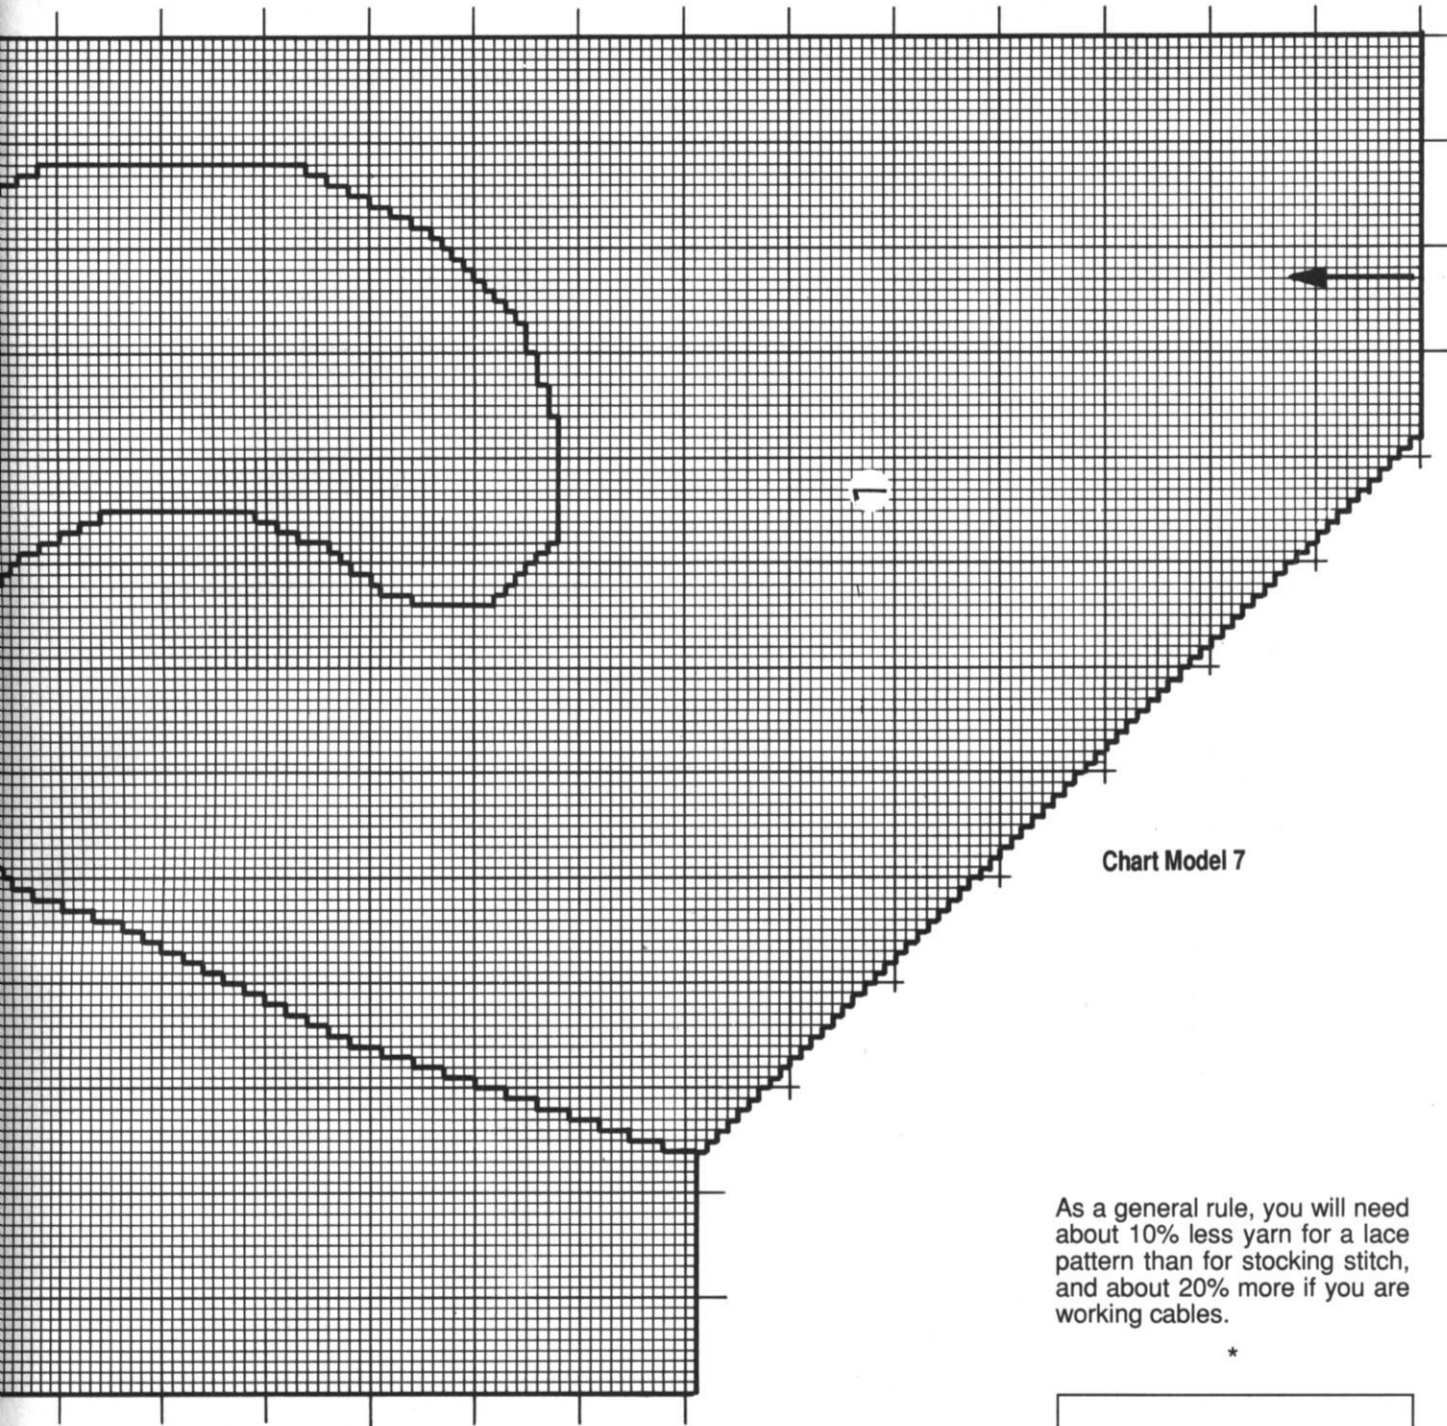 1
Chart Model 7
As a general rule, you will need
about 10% less yarn for a lace
pattern than for stocking stitch,
and about 20% more if you are
working cables.
*